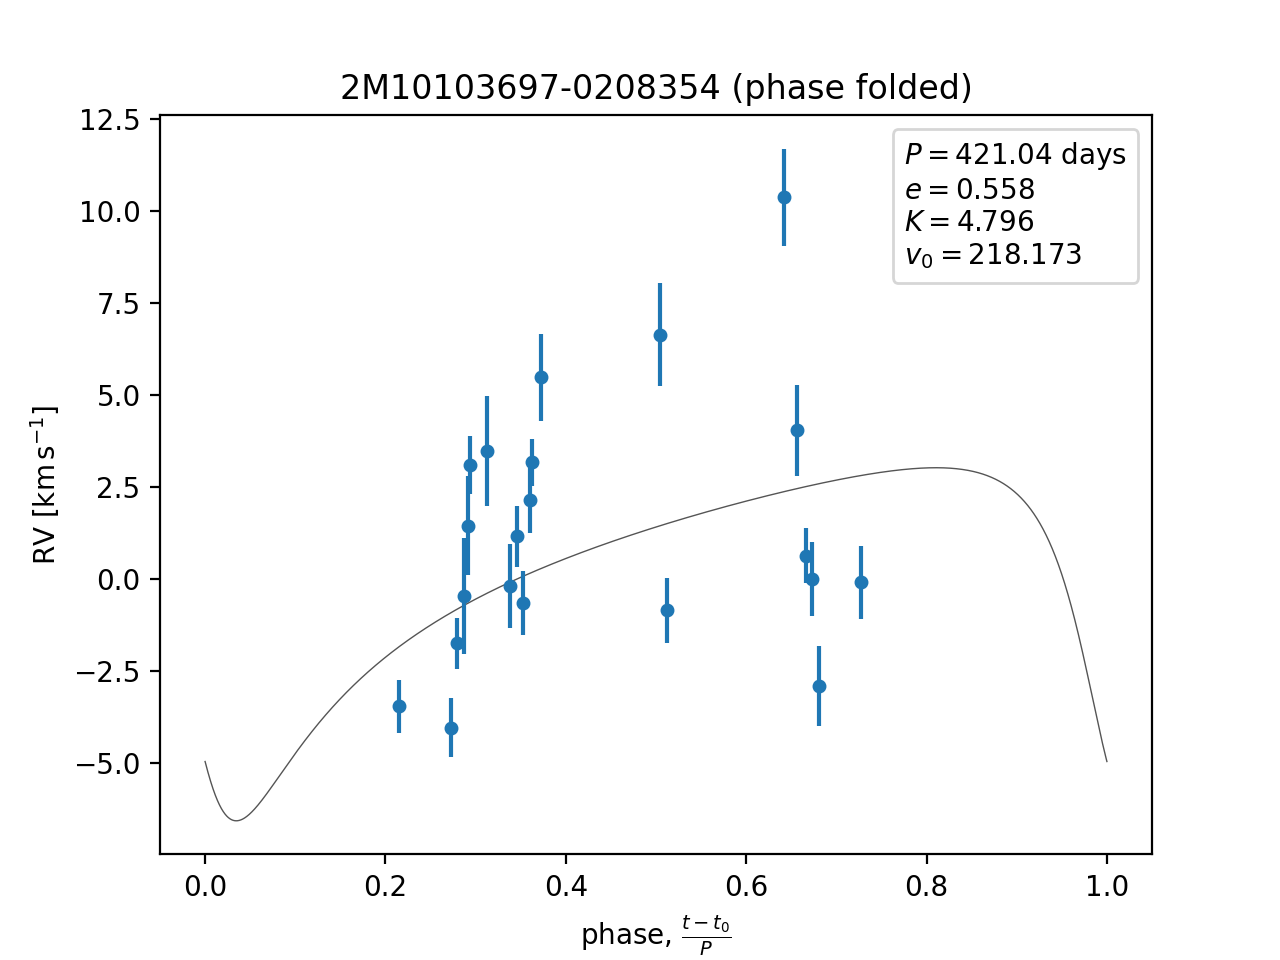 2M10103697-0208354 (phase folded)
P = 421.04 days
e = 0.558
K = 4.796
v₀ = 218.173
12.5
10.0
7.5
5.0
2.5
0.0
−2.5
−5.0
RV [km s⁻¹]
0.0 0.2 0.4 0.6 0.8 1.0
phase, (t − t₀)/P